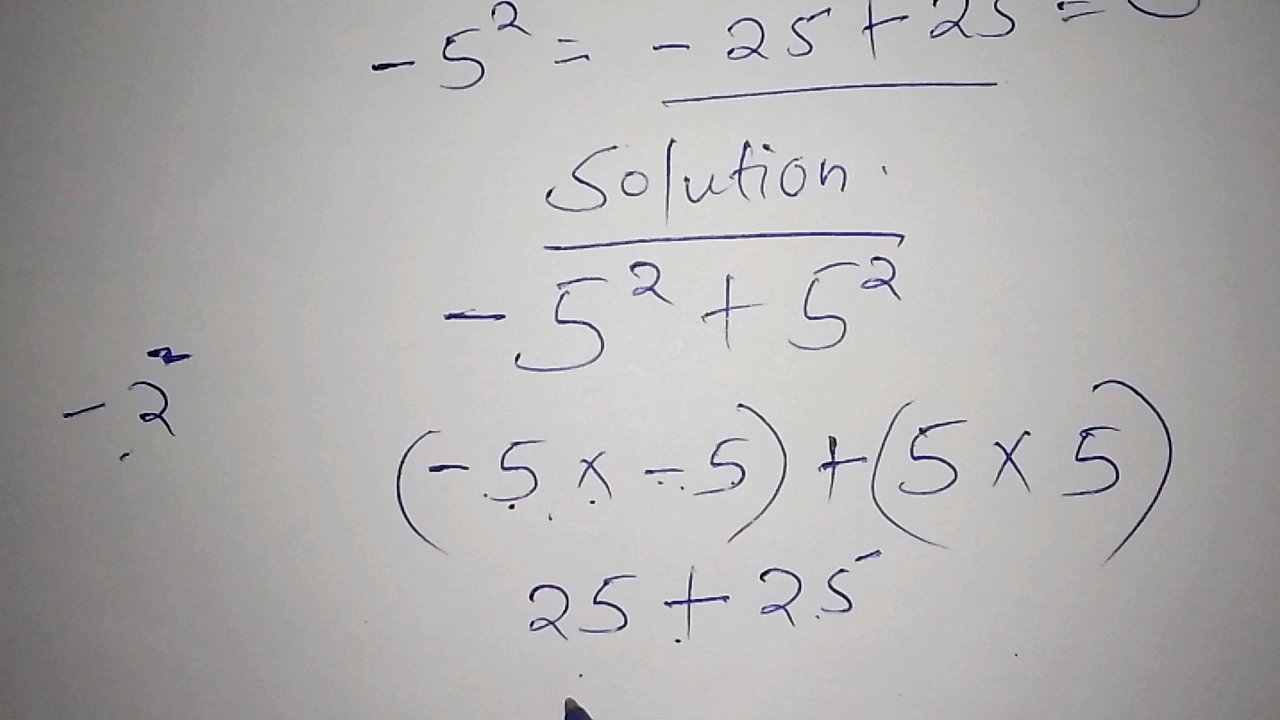 -5² = -25 + 25 =
Solution.
-5² + 5²
-2²
(-5 x -5) + (5 x 5)
25 + 25